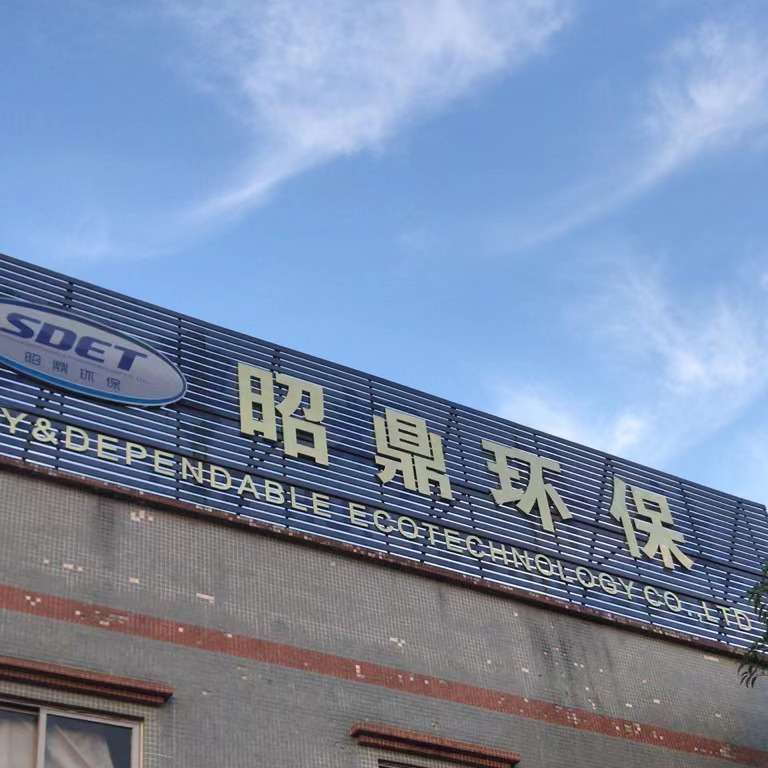 SDET
昭鼎环保
昭鼎环保
Y&DEPENDABLE ECOTECHNOLOGY CO.,LTD